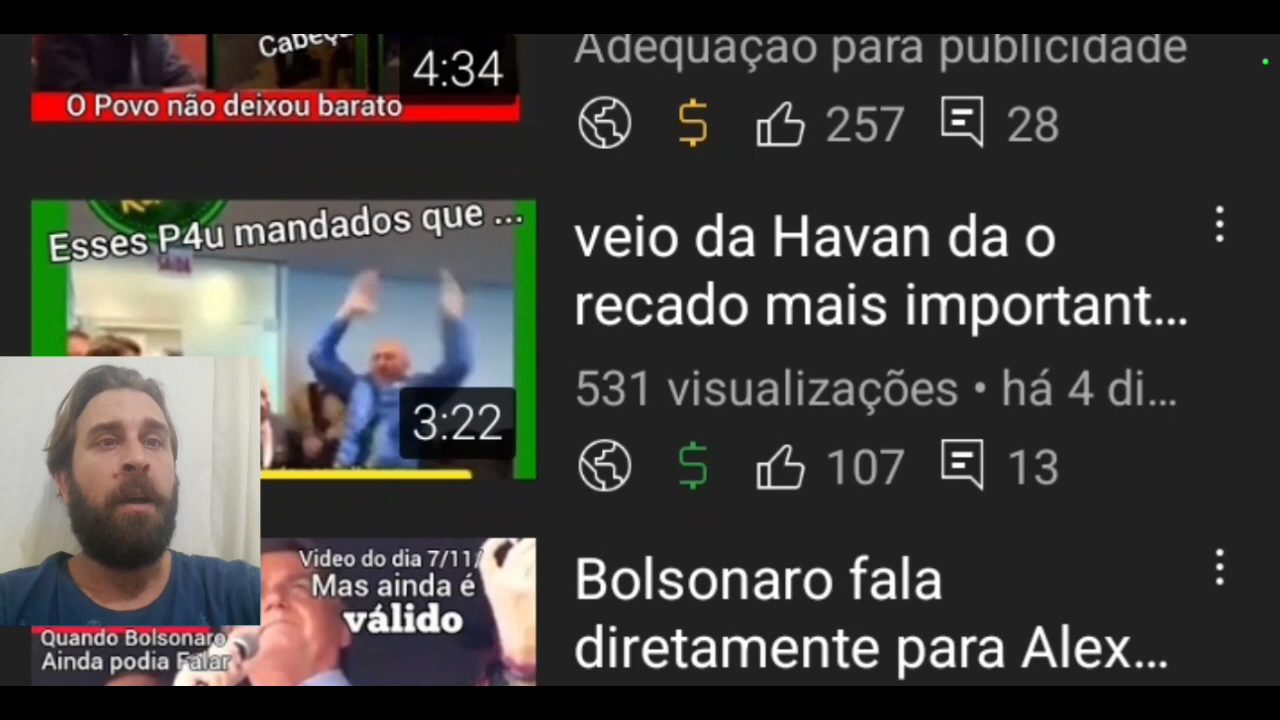 Cabeça
4:34
O Povo não deixou barato
Adequação para publicidade
257
28
Esses P4u mandados que ...
SAÍDA
3:22
veio da Havan da o
recado mais important...
531 visualizações • há 4 di...
107
13
Video do dia 7/11/
Mas ainda é
válido
Quando Bolsonaro
Ainda podia Falar
Bolsonaro fala
diretamente para Alex...